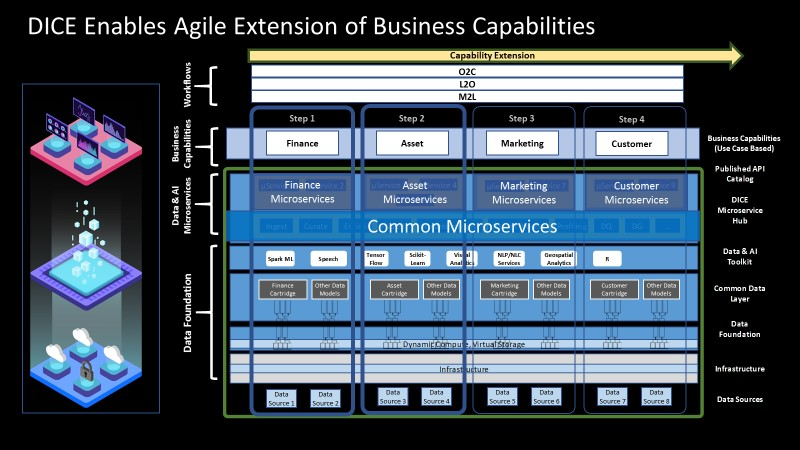 DICE Enables Agile Extension of Business Capabilities
Capability Extension
Workflows
O2C
L2O
M2L
Step 1
Step 2
Step 3
Step 4
Business
Capabilities
Finance
Asset
Marketing
Customer
Business Capabilities
(Use Case Based)
Data & AI
Microservices
Finance
Microservices
Asset
Microservices
Marketing
Microservices
Customer
Microservices
Published API
Catalog
DICE
Microservice
Hub
Common Microservices
Data Foundation
Spark ML
Speech
Tensor
Flow
Scikit-
Learn
Visual
Analytics
NLP/NLC
Services
Geospatial
Analytics
R
Data & AI
Toolkit
Finance
Cartridge
Other Data
Models
Asset
Cartridge
Other Data
Models
Marketing
Cartridge
Other Data
Models
Customer
Cartridge
Other Data
Models
Common Data
Layer
Data
Foundation
Dynamic Compute, Virtual Storage
Infrastructure
Infrastructure
Data
Source 1
Data
Source 2
Data
Source 3
Data
Source 4
Data
Source 5
Data
Source 6
Data
Source 7
Data
Source 8
Data Sources